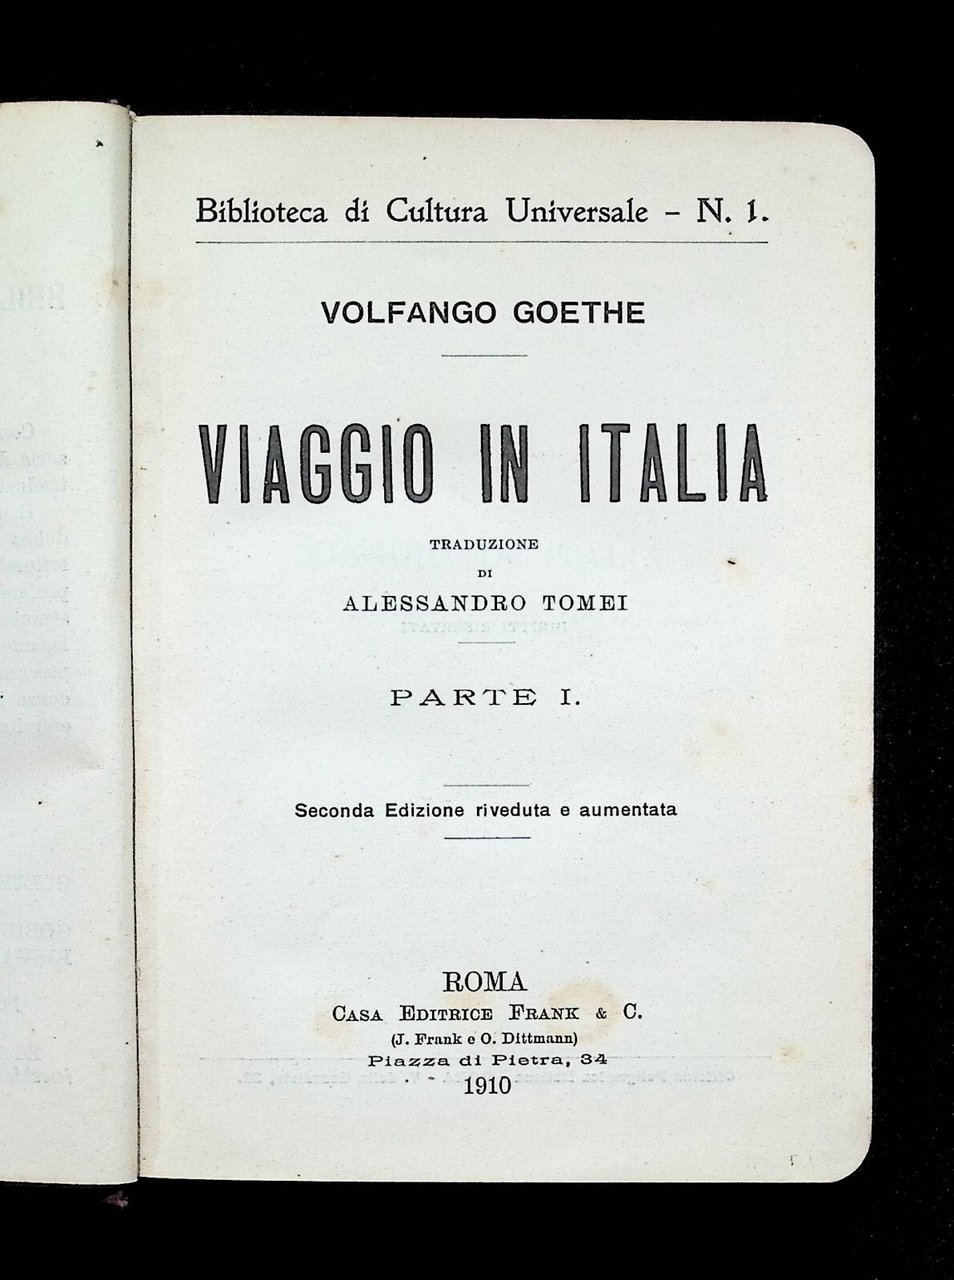 Biblioteca di Cultura Universale - N. 1.
VOLFANGO GOETHE
VIAGGIO IN ITALIA
TRADUZIONE
DI
ALESSANDRO TOMEI
PARTE I.
Seconda Edizione riveduta e aumentata
ROMA
CASA EDITRICE FRANK & C.
(J. Frank e O. Dittmann)
Piazza di Pietra, 34
1910